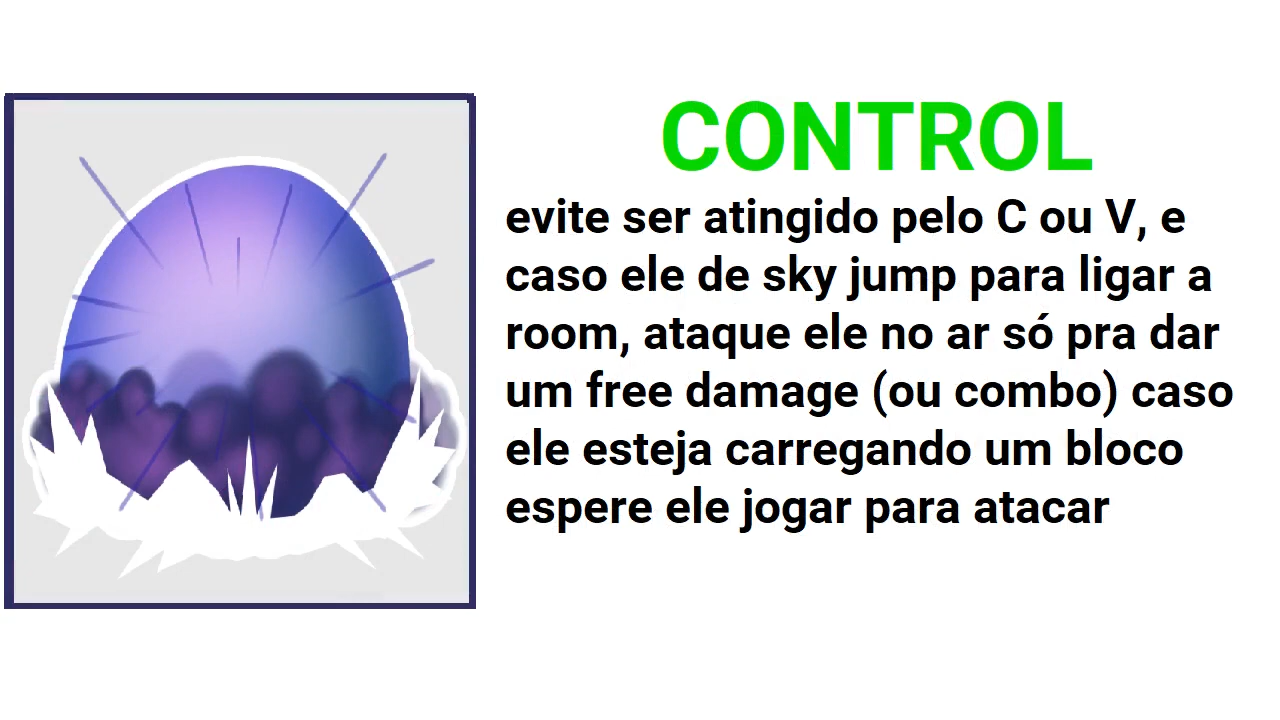 CONTROL
evite ser atingido pelo C ou V, e
caso ele de sky jump para ligar a
room, ataque ele no ar só pra dar
um free damage (ou combo) caso
ele esteja carregando um bloco
espere ele jogar para atacar